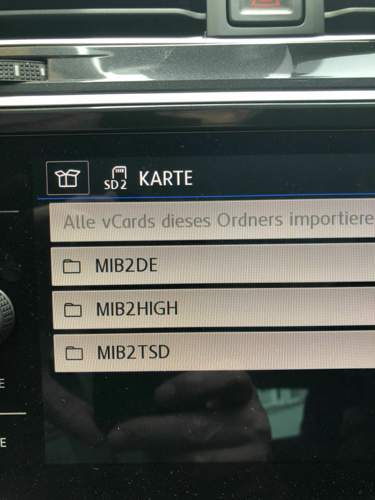 SD2 KARTE
Alle vCards dieses Ordners importiere
MIB2DE
MIB2HIGH
MIB2TSD
E
E